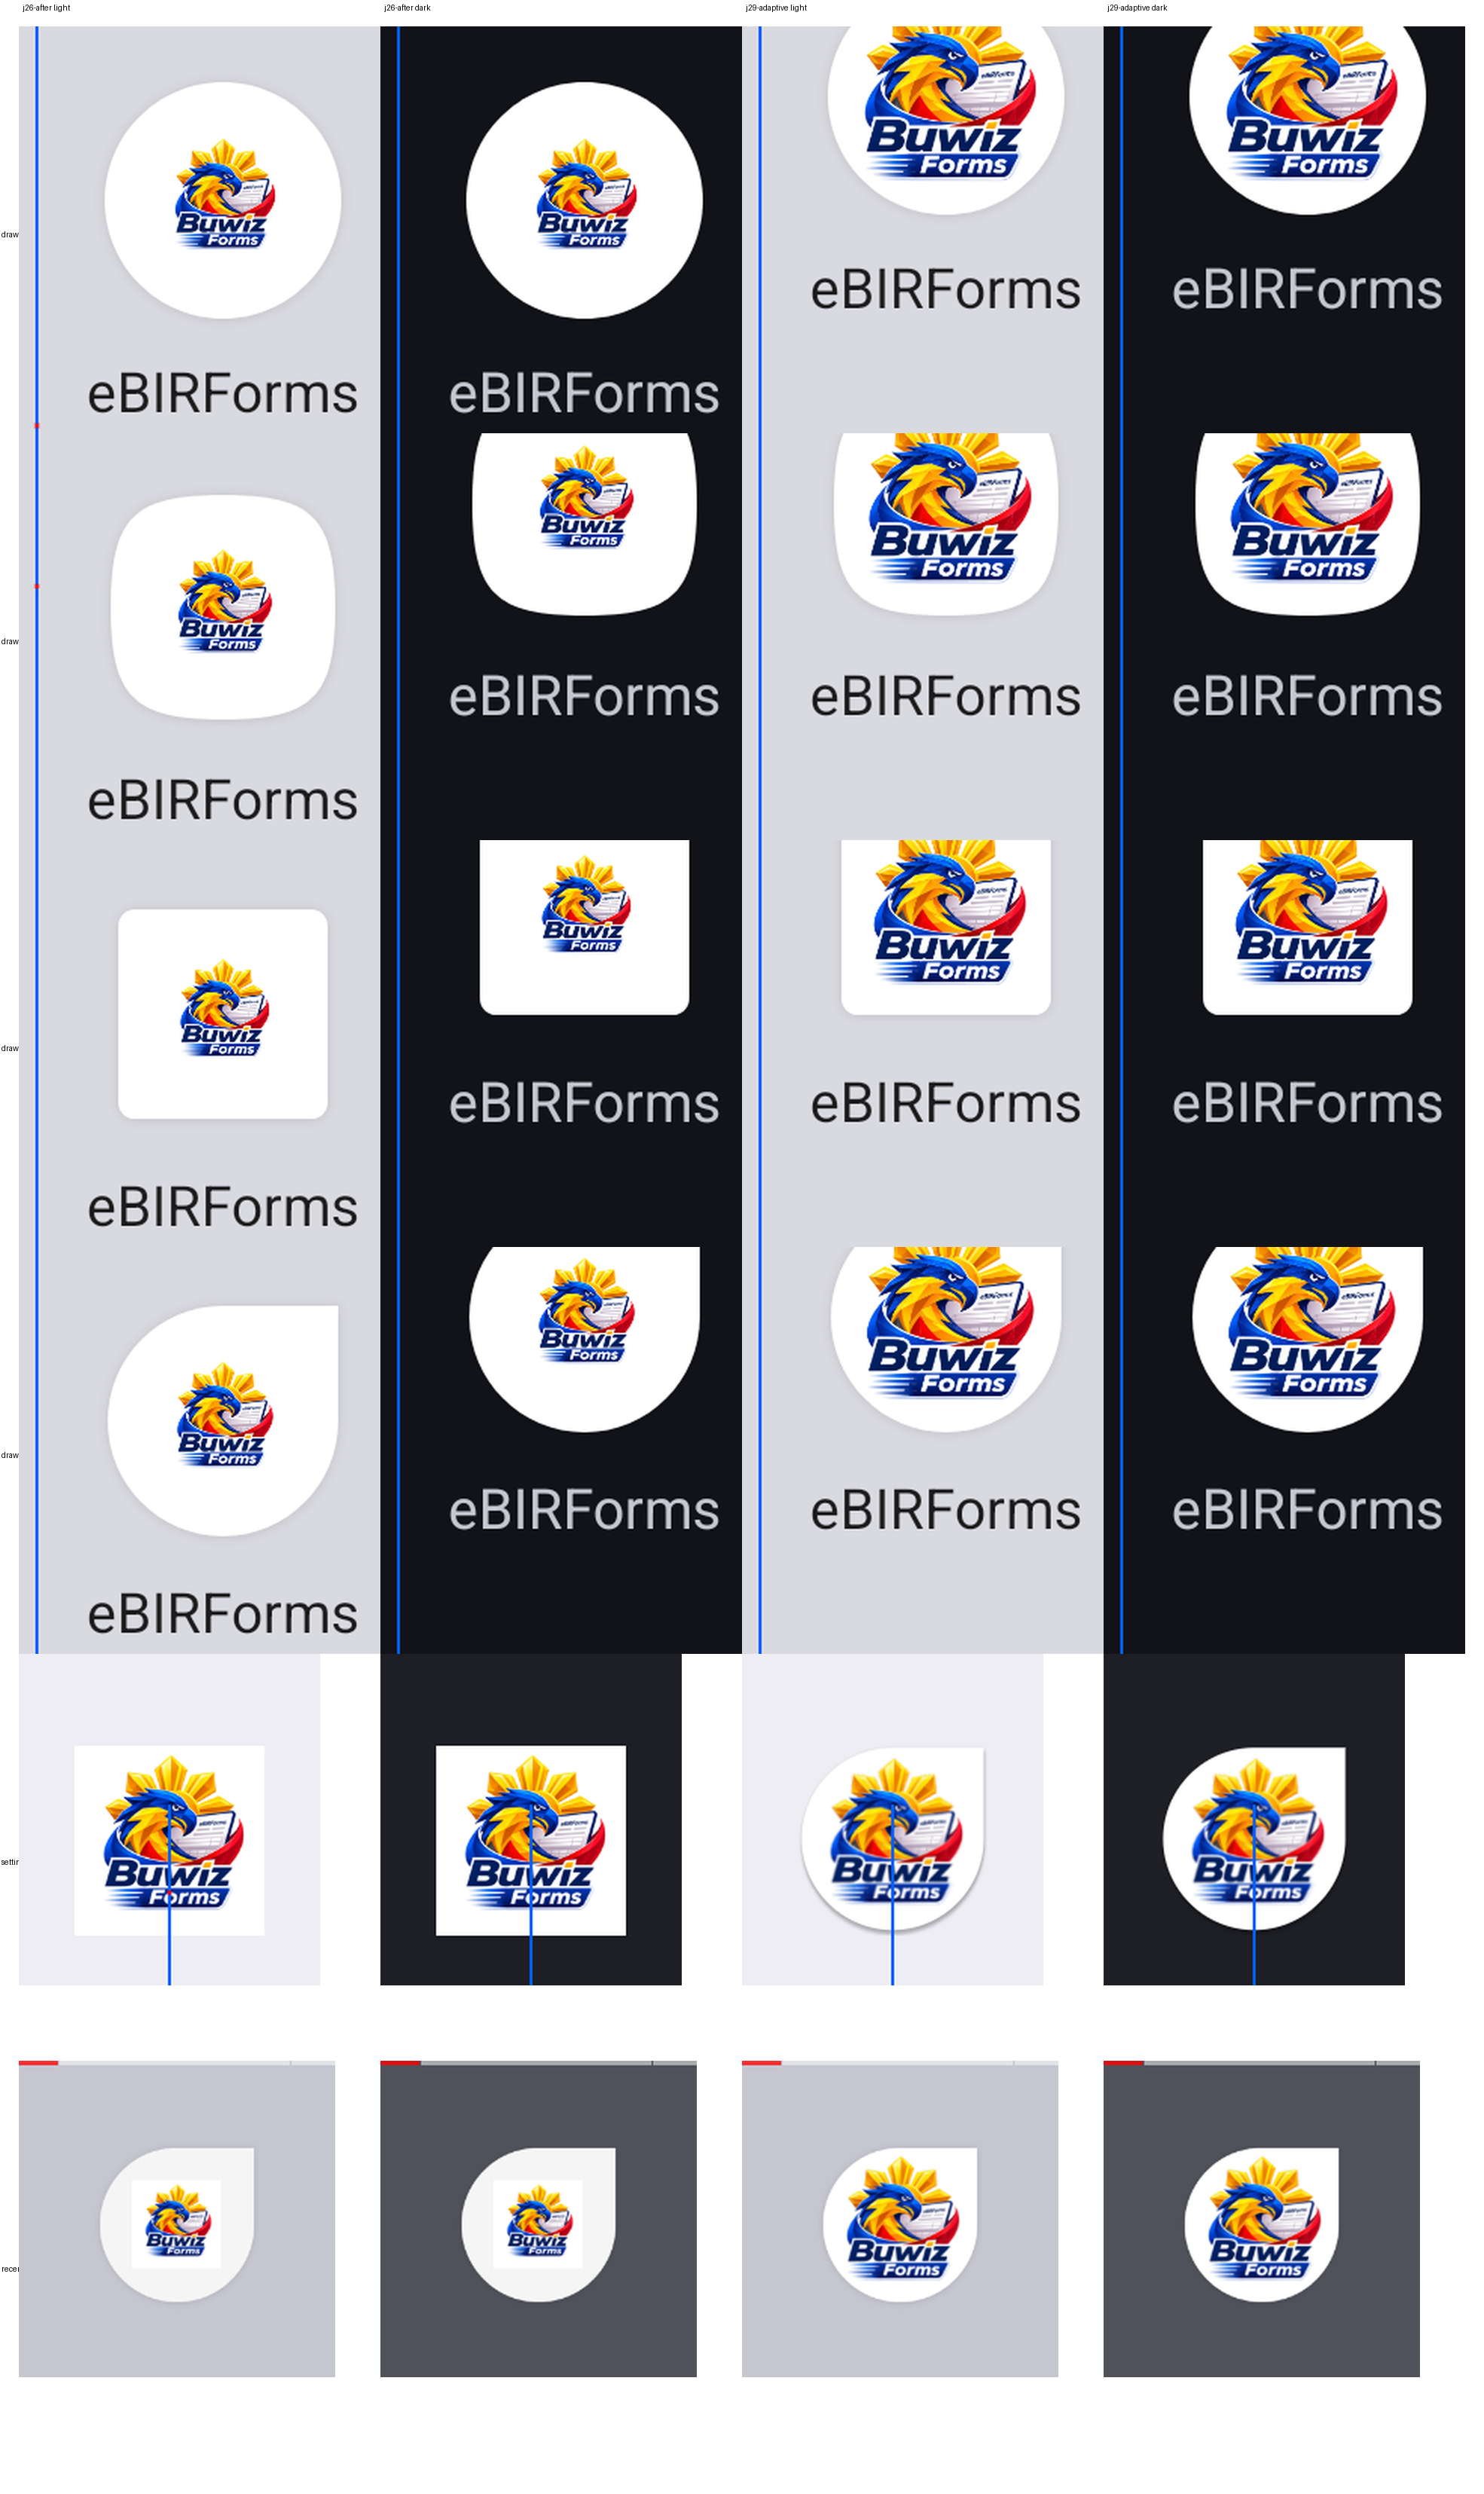 j26-after light j26-after dark j29-adaptive light j29-adaptive dark
Buwiz Buwiz
Forms Forms
Buwiz Buwiz
Forms Forms
draw
eBIRForms eBIRForms
eBIRForms eBIRForms
Buwiz Buwiz Buwiz
Forms Forms Forms
Buwiz
Forms
draw
eBIRForms eBIRForms eBIRForms
eBIRForms
Buwiz Buwiz Buwiz
Forms Forms Forms
Buwiz
Forms
draw
eBIRForms eBIRForms eBIRForms
eBIRForms
Buwiz Buwiz Buwiz
Forms Forms Forms
Buwiz
Forms
draw
eBIRForms eBIRForms eBIRForms
eBIRForms
settin
Buwiz Buwiz Buwiz Buwiz
Forms Forms Forms Forms
Buwiz Buwiz Buwiz Buwiz
Forms Forms Forms Forms
recen